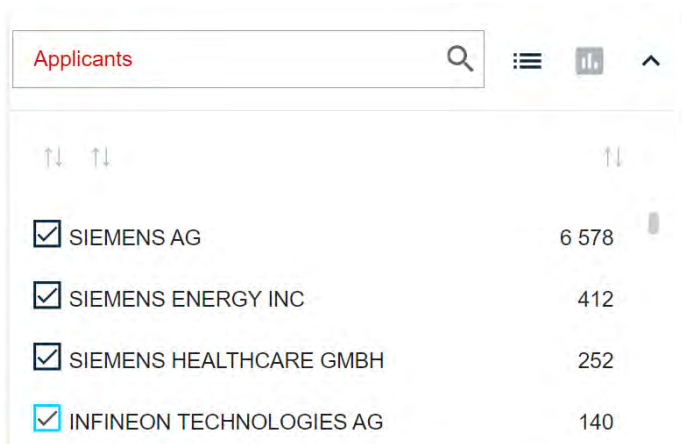 Applicants
SIEMENS AG 6 578
SIEMENS ENERGY INC 412
SIEMENS HEALTHCARE GMBH 252
INFINEON TECHNOLOGIES AG 140